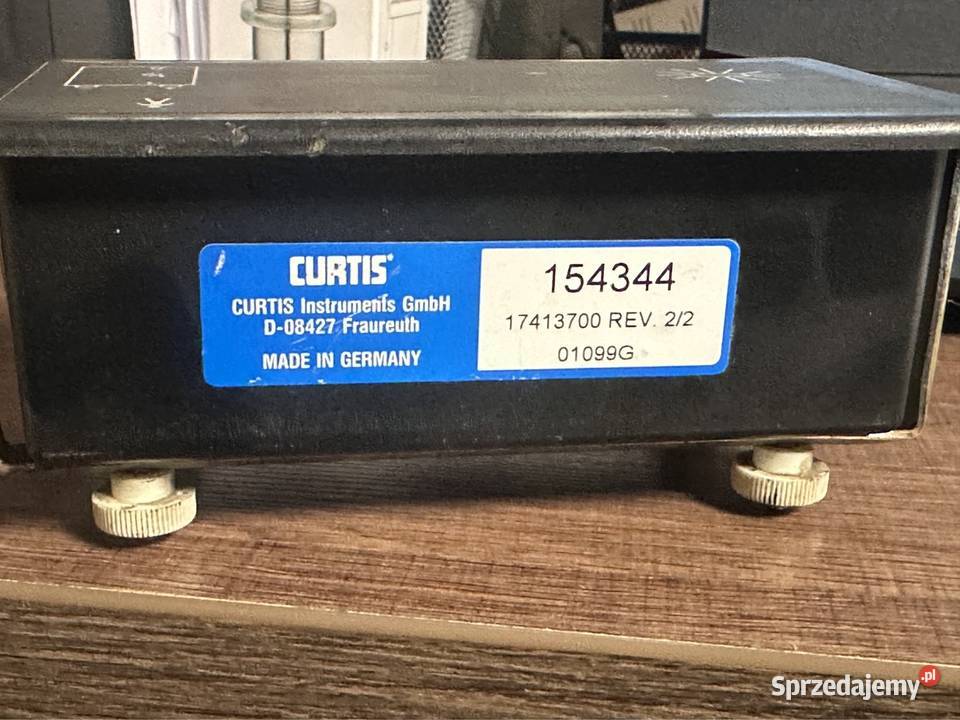 CURTIS
CURTIS Instruments GmbH
D-08427 Fraureuth
MADE IN GERMANY
154344
17413700 REV. 2/2
01099G
Sprzedajemy.pl